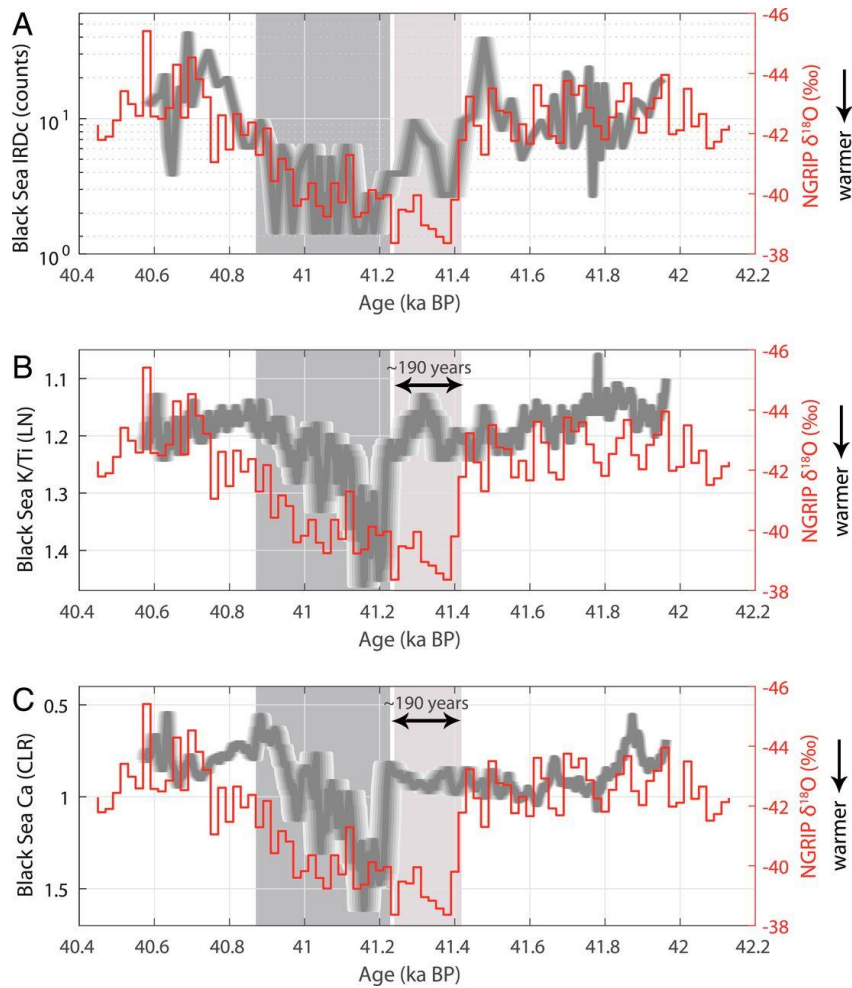 A
Black Sea IRDc (counts)
10¹
10⁰
-46
-44
-42
-40
-38
NGRIP δ¹⁸O (‰)
warmer
40.4 40.6 40.8 41 41.2 41.4 41.6 41.8 42 42.2
Age (ka BP)
B
Black Sea K/Ti (LN)
1.1
1.2
1.3
1.4
~190 years
-46
-44
-42
-40
-38
NGRIP δ¹⁸O (‰)
warmer
40.4 40.6 40.8 41 41.2 41.4 41.6 41.8 42 42.2
Age (ka BP)
C
Black Sea Ca (CLR)
0.5
1
1.5
~190 years
-46
-44
-42
-40
-38
NGRIP δ¹⁸O (‰)
warmer
40.4 40.6 40.8 41 41.2 41.4 41.6 41.8 42 42.2
Age (ka BP)